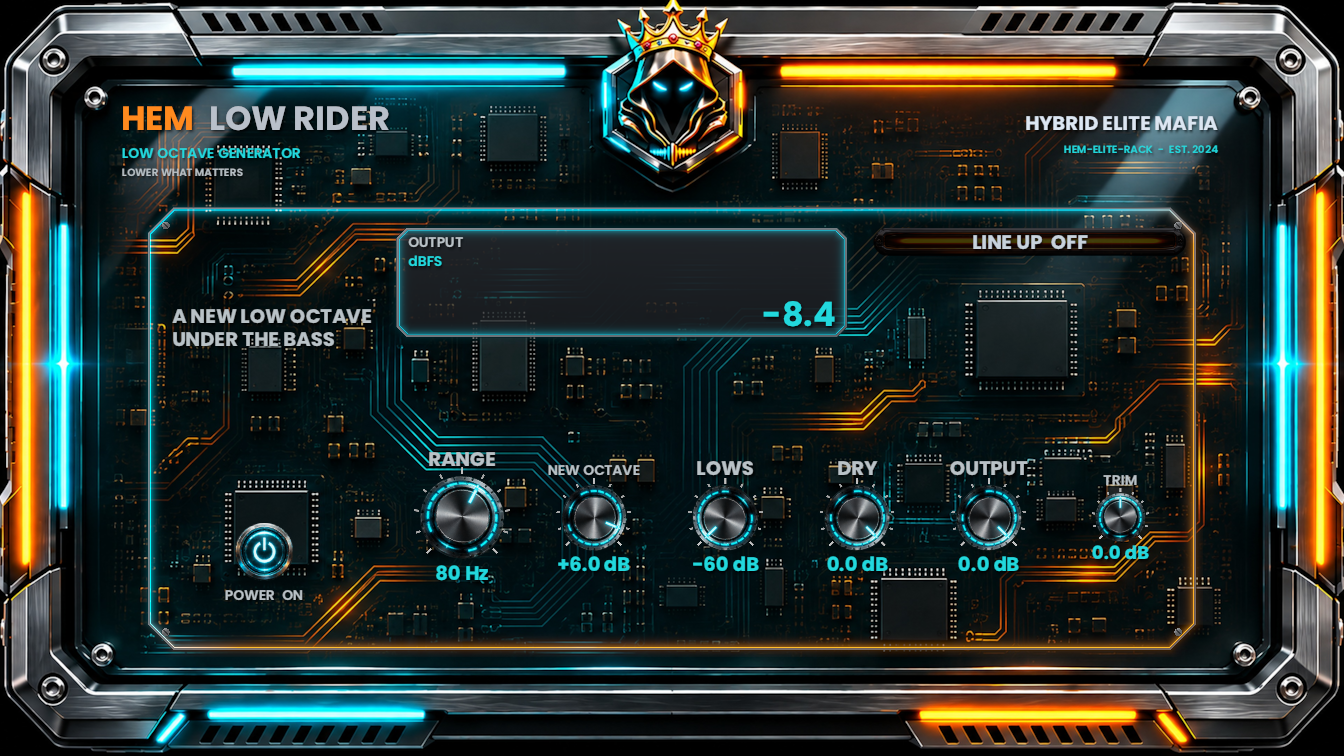 HEM LOW RIDER
LOW OCTAVE GENERATOR
LOWER WHAT MATTERS
HYBRID ELITE MAFIA
HEM-ELITE-RACK - EST. 2024
OUTPUT
dBFS
-8.4
LINE UP OFF
A NEW LOW OCTAVE
UNDER THE BASS
RANGE
80 Hz
NEW OCTAVE
+6.0 dB
LOWS
-60 dB
DRY
0.0 dB
OUTPUT
0.0 dB
TRIM
0.0 dB
POWER ON